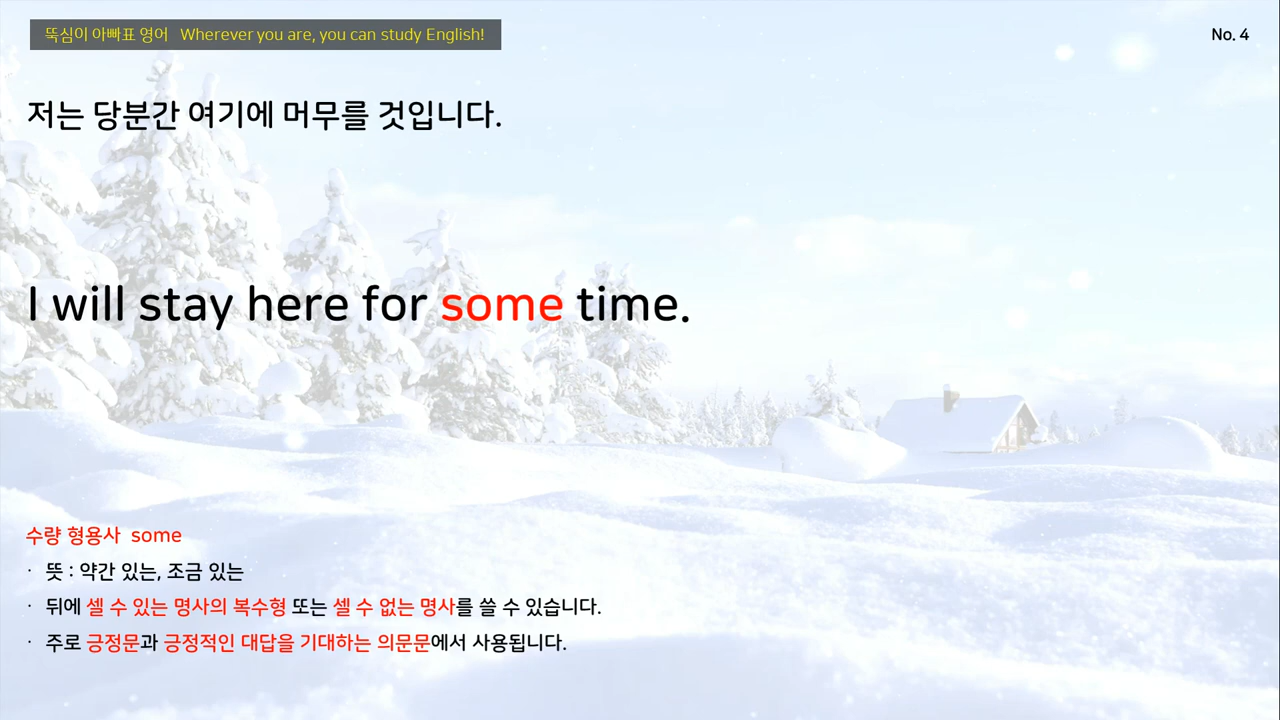 뚝심이 아빠표 영어 Wherever you are, you can study English!
No. 4
저는 당분간 여기에 머무를 것입니다.
I will stay here for some time.
수량 형용사 some
· 뜻 : 약간 있는, 조금 있는
· 뒤에 셀 수 있는 명사의 복수형 또는 셀 수 없는 명사를 쓸 수 있습니다.
· 주로 긍정문과 긍정적인 대답을 기대하는 의문문에서 사용됩니다.